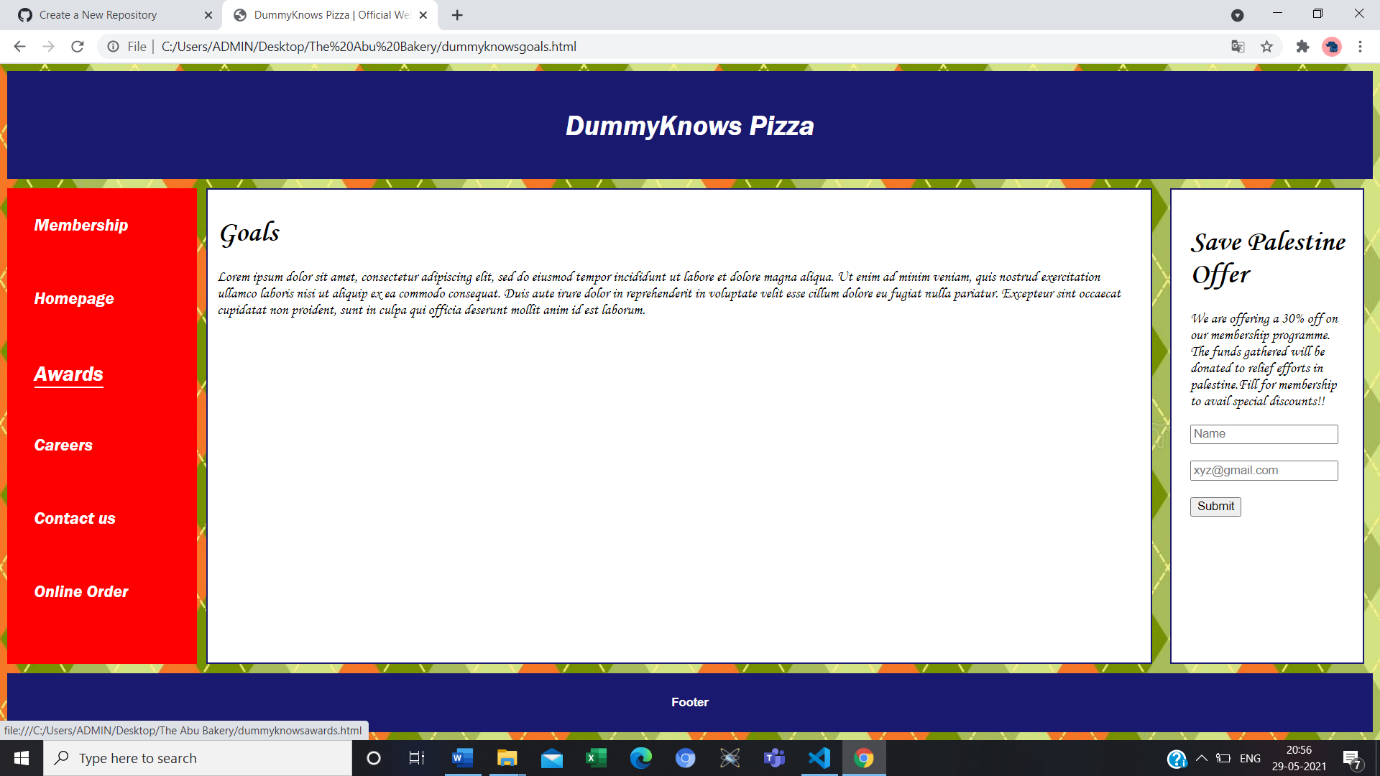 Create a New Repository
DummyKnows Pizza | Official We
File | C:/Users/ADMIN/Desktop/The%20Abu%20Bakery/dummyknowsgoals.html
DummyKnows Pizza
Membership
Homepage
Awards
Careers
Contact us
Online Order
Goals
Lorem ipsum dolor sit amet, consectetur adipiscing elit, sed do eiusmod tempor incididunt ut labore et dolore magna aliqua. Ut enim ad minim veniam, quis nostrud exercitation
ullamco laboris nisi ut aliquip ex ea commodo consequat. Duis aute irure dolor in reprehenderit in voluptate velit esse cillum dolore eu fugiat nulla pariatur. Excepteur sint occaecat
cupidatat non proident, sunt in culpa qui officia deserunt mollit anim id est laborum.
Save Palestine
Offer
We are offering a 30% off on
our membership programme.
The funds gathered will be
donated to relief efforts in
palestine.Fill for membership
to avail special discounts!!
Name
xyz@gmail.com
Submit
Footer
file:///C:/Users/ADMIN/Desktop/The Abu Bakery/dummyknowsawards.html
Type here to search
ENG
20:56
29-05-2021
7